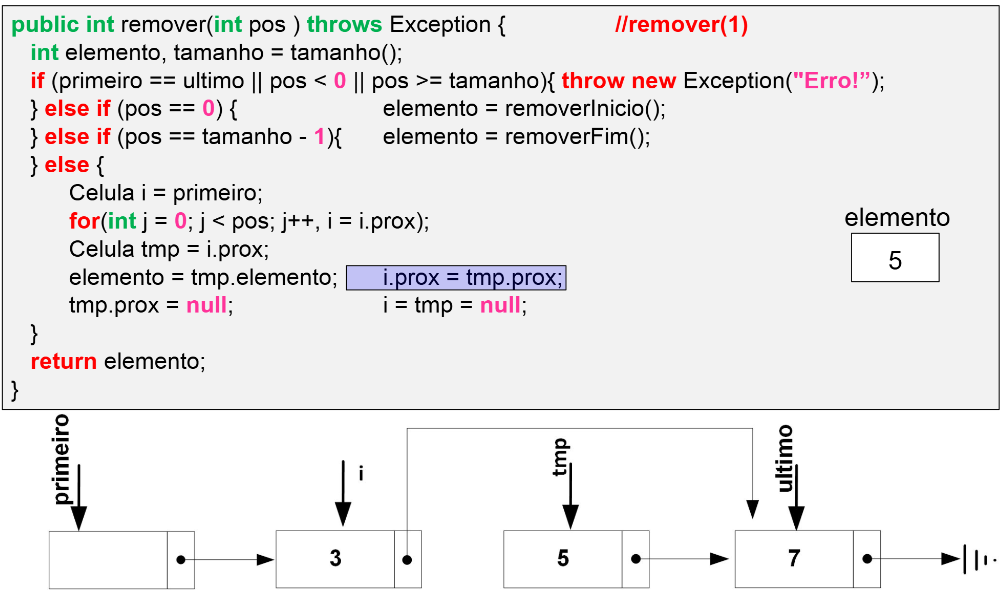 public int remover(int pos ) throws Exception { //remover(1)
int elemento, tamanho = tamanho();
if (primeiro == ultimo || pos < 0 || pos >= tamanho){ throw new Exception("Erro!”);
} else if (pos == 0) { elemento = removerInicio();
} else if (pos == tamanho - 1){ elemento = removerFim();
} else {
Celula i = primeiro;
for(int j = 0; j < pos; j++, i = i.prox);
Celula tmp = i.prox;
elemento = tmp.elemento; i.prox = tmp.prox;
tmp.prox = null; i = tmp = null;
}
return elemento;
}
elemento
5
primeiro
i
tmp
ultimo
3
5
7